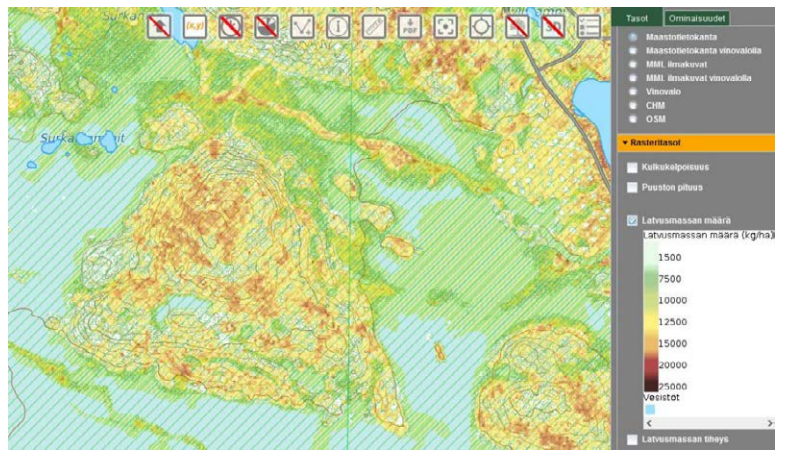 Tasot Ominaisuudet
Maastotietokanta
Maastotietokanta vinovalolla
MML ilmakuvat
MML ilmakuvat vinovalolla
Vinovalo
CHM
OSM
Rasteritasot
Kulkukelpoisuus
Puuston pituus
Latvusmassan määrä
Latvusmassan määrä (kg/ha)
1500
7500
10000
12500
15000
20000
25000
Vesistöt
Latvusmassan tiheys
(x,y)
PDF